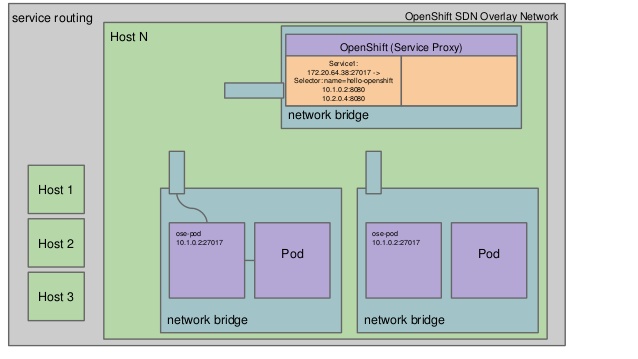 service routing
OpenShift SDN Overlay Network
Host N
OpenShift (Service Proxy)
Service1:
172.20.64.38:27017 ->
Selector: name=hello-openshift
10.1.0.2:8080
10.2.0.4:8080
network bridge
Host 1
Host 2
Host 3
ose-pod
10.1.0.2:27017
Pod
network bridge
ose-pod
10.1.0.2:27017
Pod
network bridge